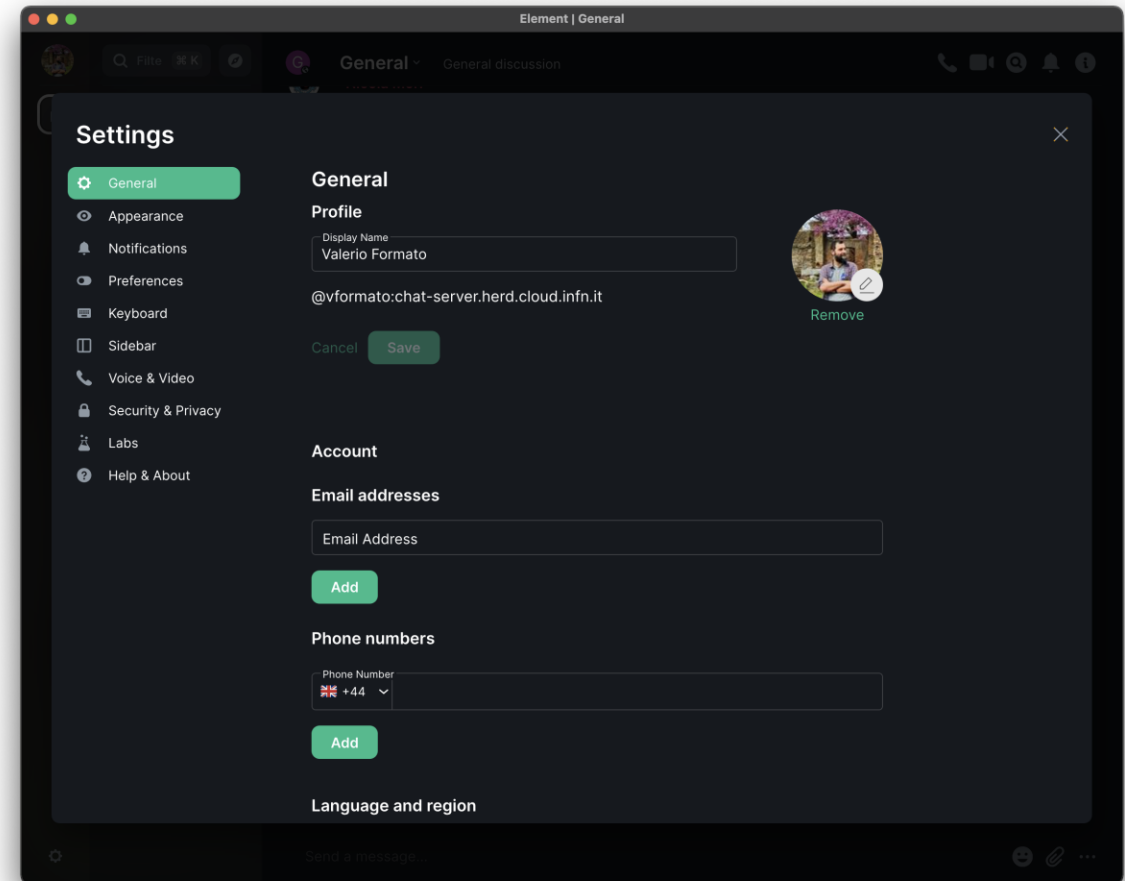 Element | General
Filte ⌘ K
G
General
General discussion
Settings
General
Appearance
Notifications
Preferences
Keyboard
Sidebar
Voice & Video
Security & Privacy
Labs
Help & About
General
Profile
Display Name
Valerio Formato
@vformato:chat-server.herd.cloud.infn.it
Remove
Cancel
Save
Account
Email addresses
Email Address
Add
Phone numbers
Phone Number
+44
Add
Language and region
Send a message...